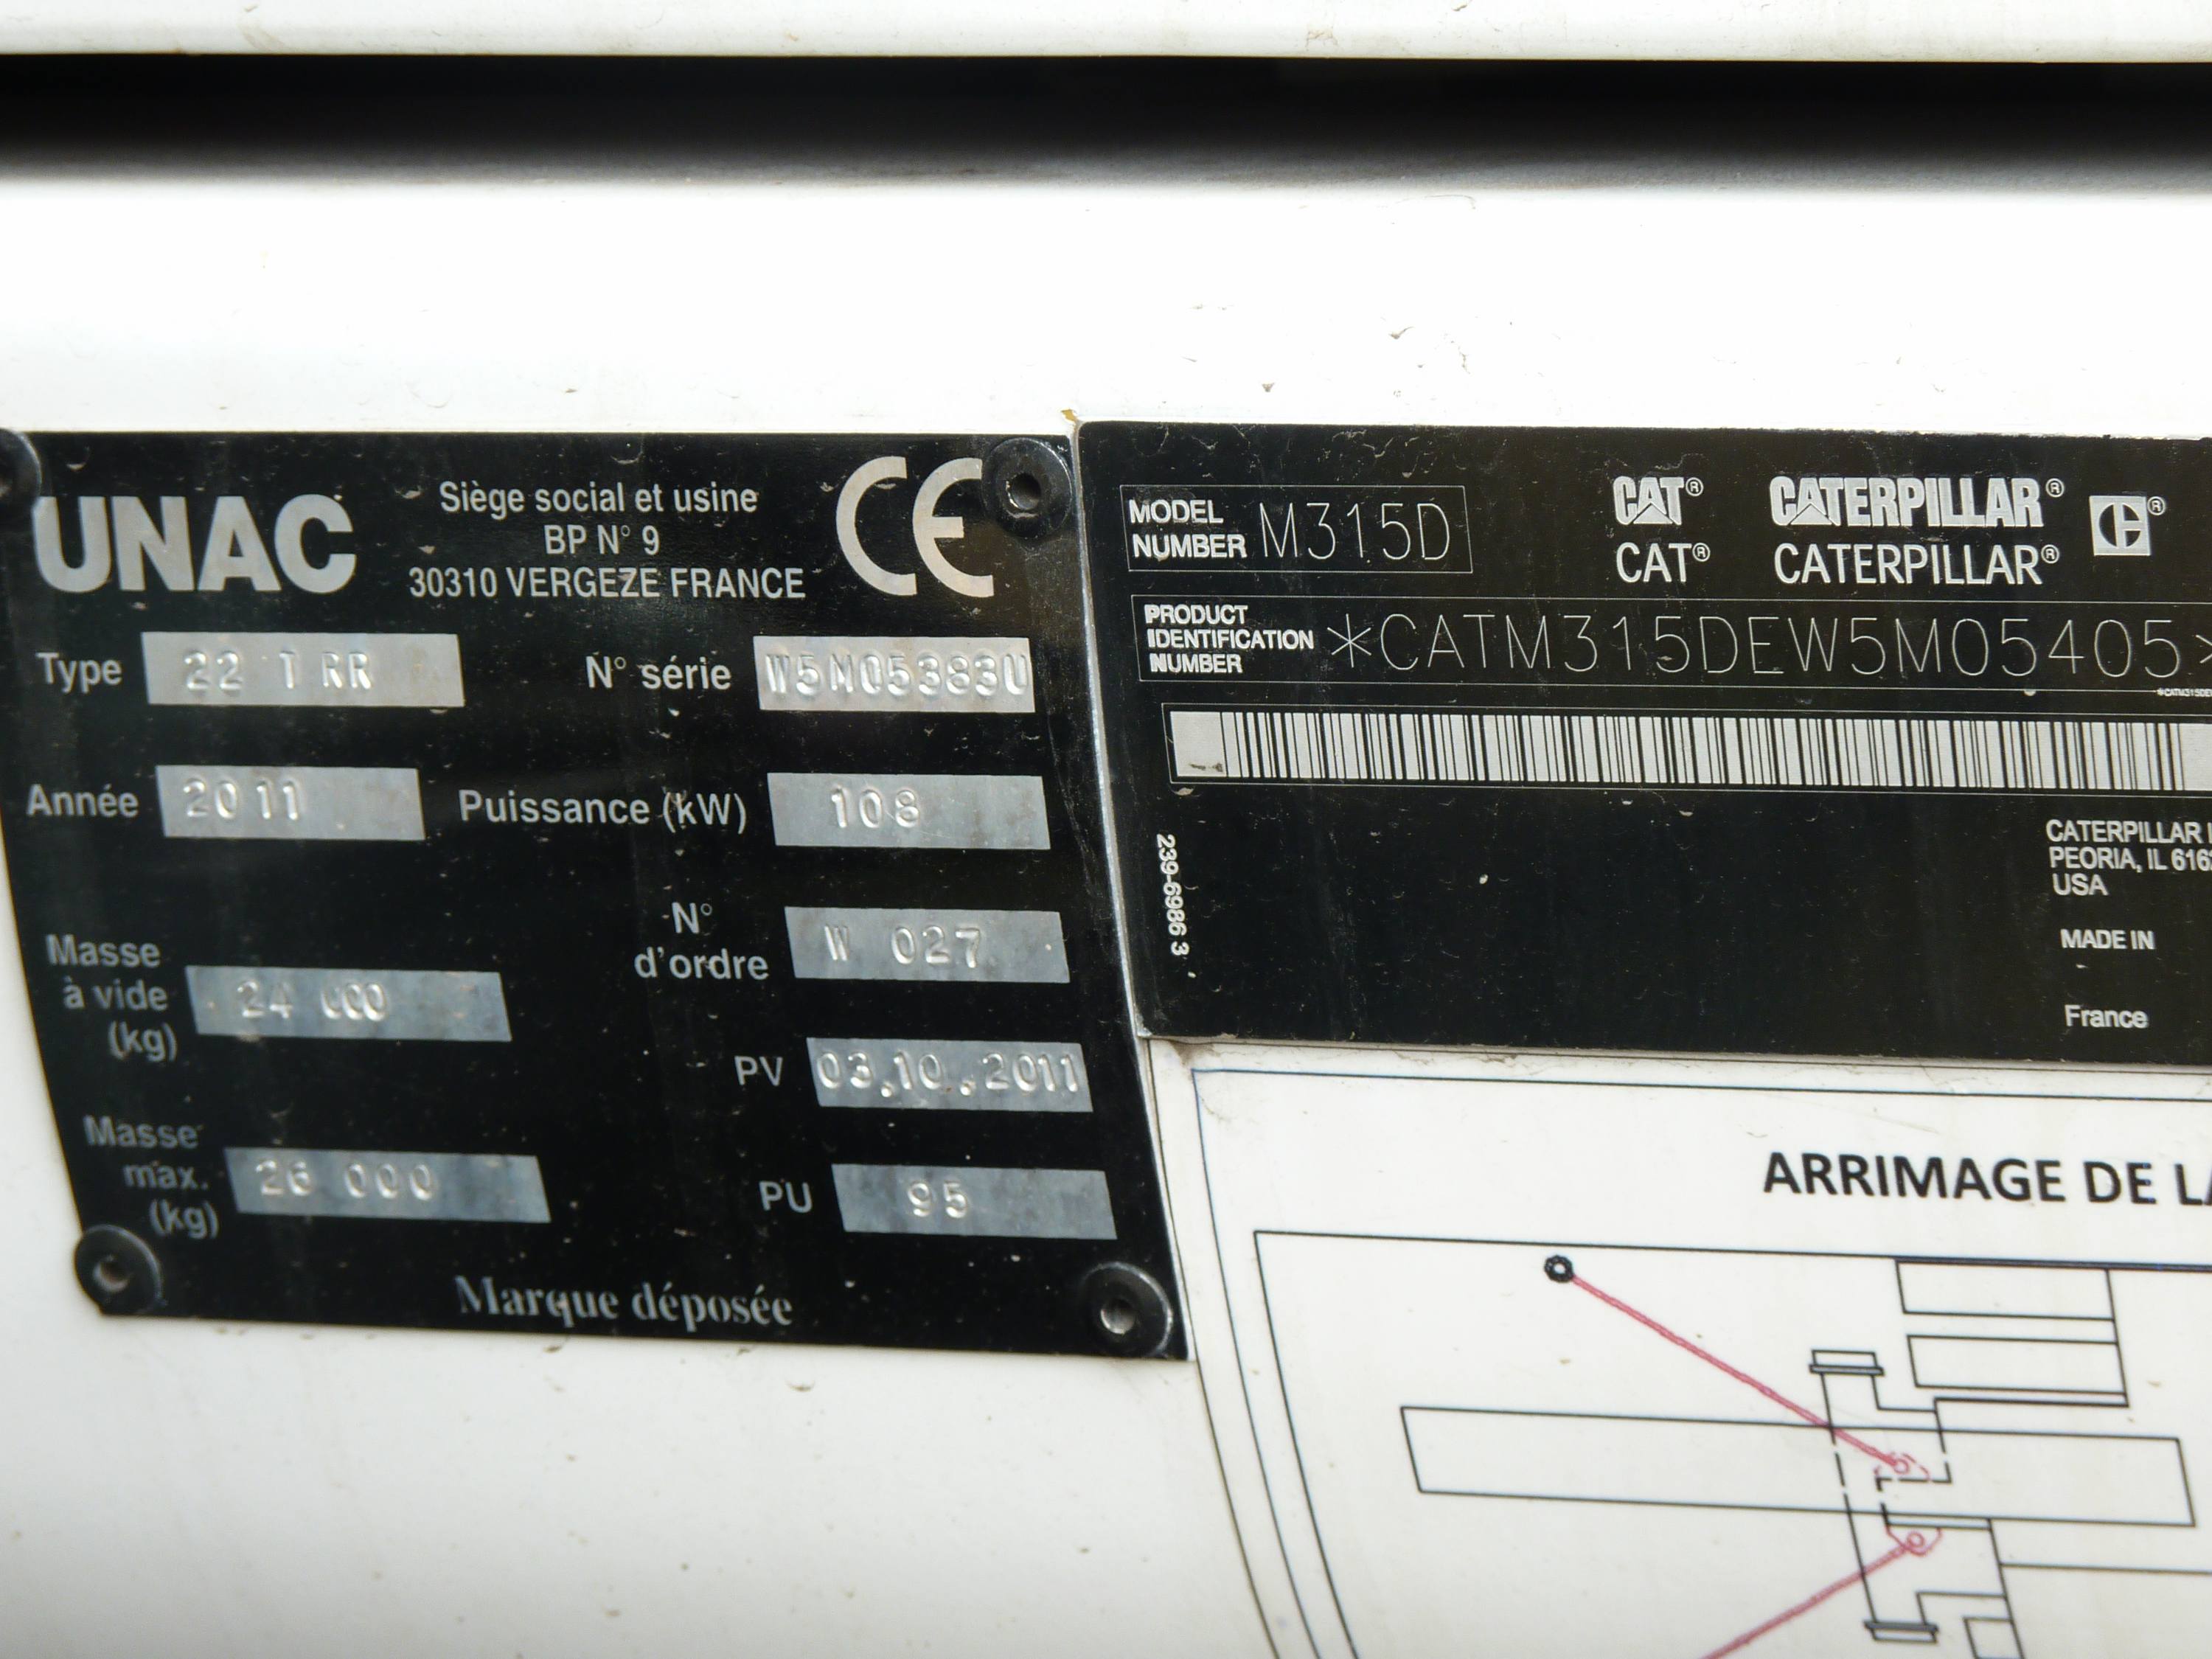 UNAC
Siège social et usine
BP N° 9
30310 VERGEZE FRANCE
CE
Type 22 T RR
N° série W5M05383U
Année 2011
Puissance (kW) 108
N° d'ordre W 027
Masse à vide (kg) 24 000
PV 03.10.2011
Masse max. (kg) 26 000
PU 95
Marque déposée
MODEL NUMBER M315D
CAT® CATERPILLAR®
CAT® CATERPILLAR®
PRODUCT IDENTIFICATION NUMBER *CATM315DEW5M05405
239-6986 3
CATERPILLAR
PEORIA, IL
USA
MADE IN
France
ARRIMAGE DE